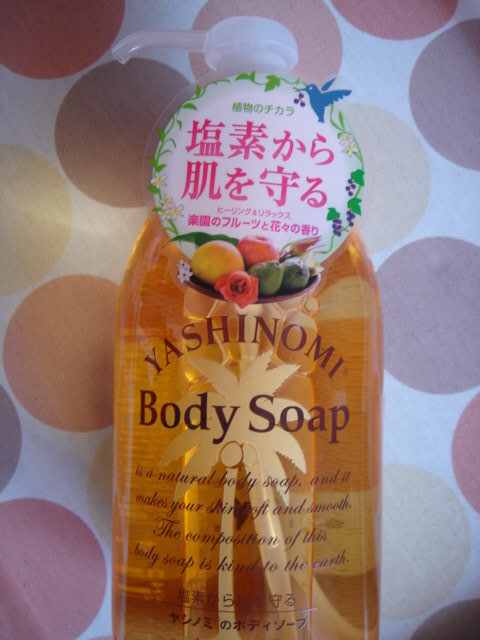 植物のチカラ
塩素から
肌を守る
ヒーリング&リラックス
楽園のフルーツと花々の香り
YASHINOMI®
Body Soap
is a natural body soap, and it
makes your skin soft and smooth.
The composition of this
body soap is kind to the earth.
塩素から肌を守る
ヤシノミのボディソープ